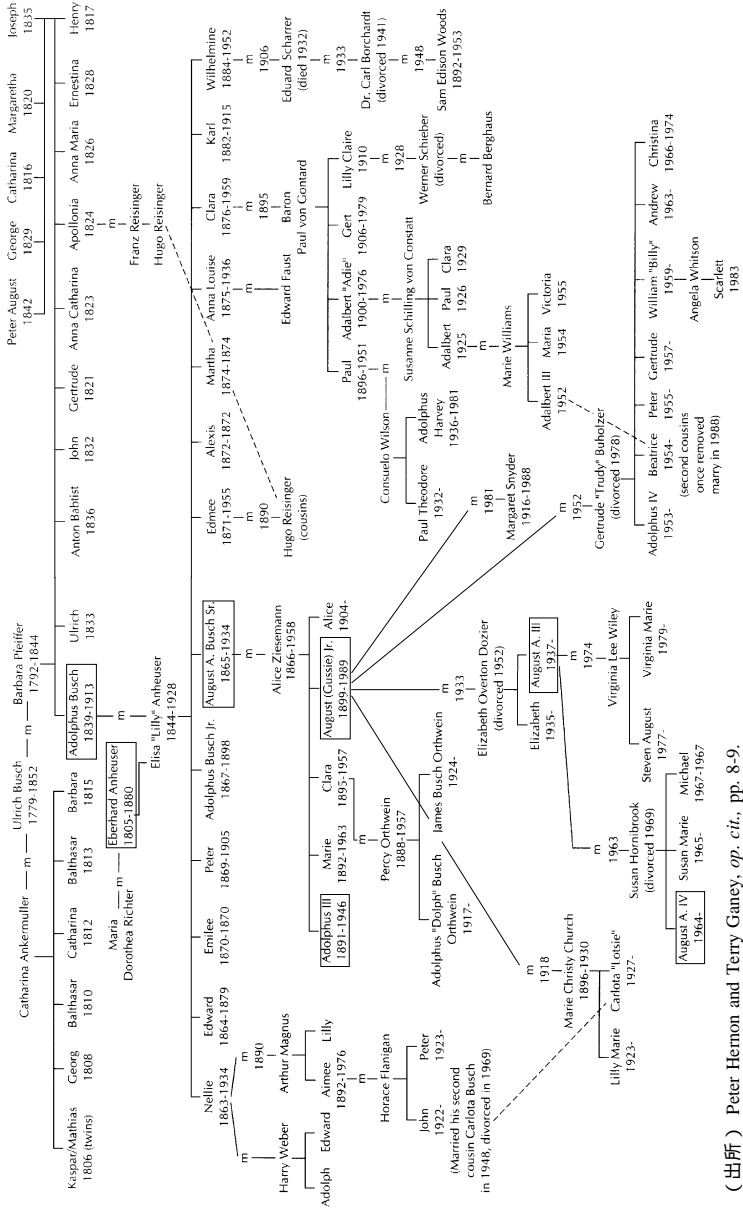 Catharina Ankermuller — m — Ulrich Busch — m — Barbara Pfeiffer
1779-1852
1792-1844
Kaspar/Mathias
1806 (twins)
Georg
1808
Balthasar
1810
Catharina
1812
Balthasar
1813
Barbara
1815
Adolphus Busch
1839-1913
Ulrich
1833
Anton Bahtist
1836
John
1832
Gertrude
1821
Anna Catharina
1823
Apollonia
1824
Anna Maria
1826
Ernestina
1828
Henry
1817
Peter August
1842
George
1829
Catharina
1816
Margaretha
1820
Joseph
1835
Maria — m — Eberhard Anheuser
Dorothea Richter
1805-1880
m
Elisa "Lilly" Anheuser
1844-1928
m
Franz Reisinger
Hugo Reisinger
Nellie
1863-1934
Edward
1864-1879
Emilee
1870-1870
Peter
1869-1905
Adolphus Busch Jr.
1867-1898
August A. Busch Sr.
1865-1934
Edmee
1871-1955
Alexis
1872-1872
Martha
1874-1874
Anna Louise
1875-1936
Clara
1876-1959
Karl
1882-1915
Wilhelmine
1884-1952
m
Harry Weber
Adolph
Edward
m
1890
Arthur Magnus
Aimee
1892-1976
Lilly
m
Horace Flanigan
John
1922-
Peter
1923-
(Married his second
cousin Carlota Busch
in 1948, divorced in 1969)
m
Alice Ziesemann
1866-1958
Adolphus III
1891-1946
Marie
1892-1963
Clara
1895-1957
August (Gussie) Jr.
1899-1989
Alice
1904-
m
Percy Orthwein
1888-1957
Adolphus "Dolph" Busch
Orthwein
1917-
James Busch Orthwein
1924-
m
1918
Marie Christy Church
1896-1930
Lilly Marie
1923-
Carlota "Lotsie"
1927-
m
1933
Elizabeth Overton Dozier
(divorced 1952)
Elizabeth
1935-
August A. III
1937-
m
1963
Susan Hornibrook
(divorced 1969)
August A. IV
1964-
Susan Marie
1965-
Michael
1967-1967
m
1974
Virginia Lee Wiley
Steven August
1977-
Virginia Marie
1979-
m
1981
Margaret Snyder
1916-1988
m
1952
Gertrude "Trudy" Buholzer
(divorced 1978)
Adolphus IV
1953-
Beatrice
1954-
Peter
1955-
Gertrude
1957-
William "Billy"
1959-
Andrew
1963-
Christina
1966-1974
(second cousins
once removed
marry in 1988)
m
Angela Whitson
Scarlett
1983
m
1890
Hugo Reisinger
(cousins)
m
Edward Faust
m
1895
Baron
Paul von Gontard
Paul
1896-1951
Adalbert "Adie"
1900-1976
Gert
1906-1979
Lilly Claire
1910
Consuelo Wilson — m
Paul Theodore
1932-
Adolphus
Harvey
1936-1981
m
Susanne Schilling von Constatt
Adalbert
1925
Paul
1926
Clara
1929
m
Marie Williams
Adalbert III
1952
Maria
1954
Victoria
1955
m
1928
Werner Schieber
(divorced)
m
Bernard Berghaus
m
1906
Eduard Scharrer
(died 1932)
m
1933
Dr. Carl Borchardt
(divorced 1941)
m
1948
Sam Edison Woods
1892-1953
(出所) Peter Hernon and Terry Ganey, op. cit., pp. 8-9.